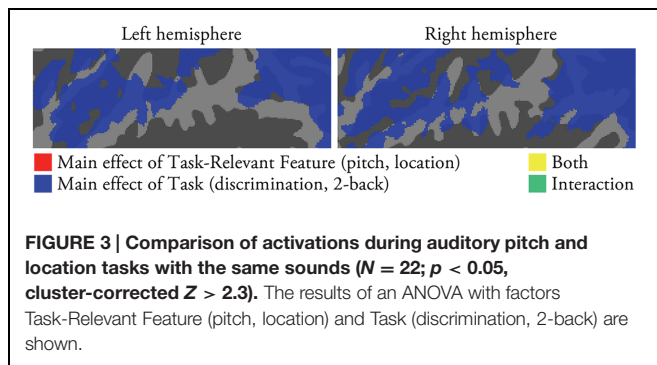 Left hemisphere Right hemisphere
Main effect of Task-Relevant Feature (pitch, location) Both
Main effect of Task (discrimination, 2-back) Interaction
FIGURE 3 | Comparison of activations during auditory pitch and
location tasks with the same sounds (N = 22; p < 0.05,
cluster-corrected Z > 2.3). The results of an ANOVA with factors
Task-Relevant Feature (pitch, location) and Task (discrimination, 2-back) are
shown.